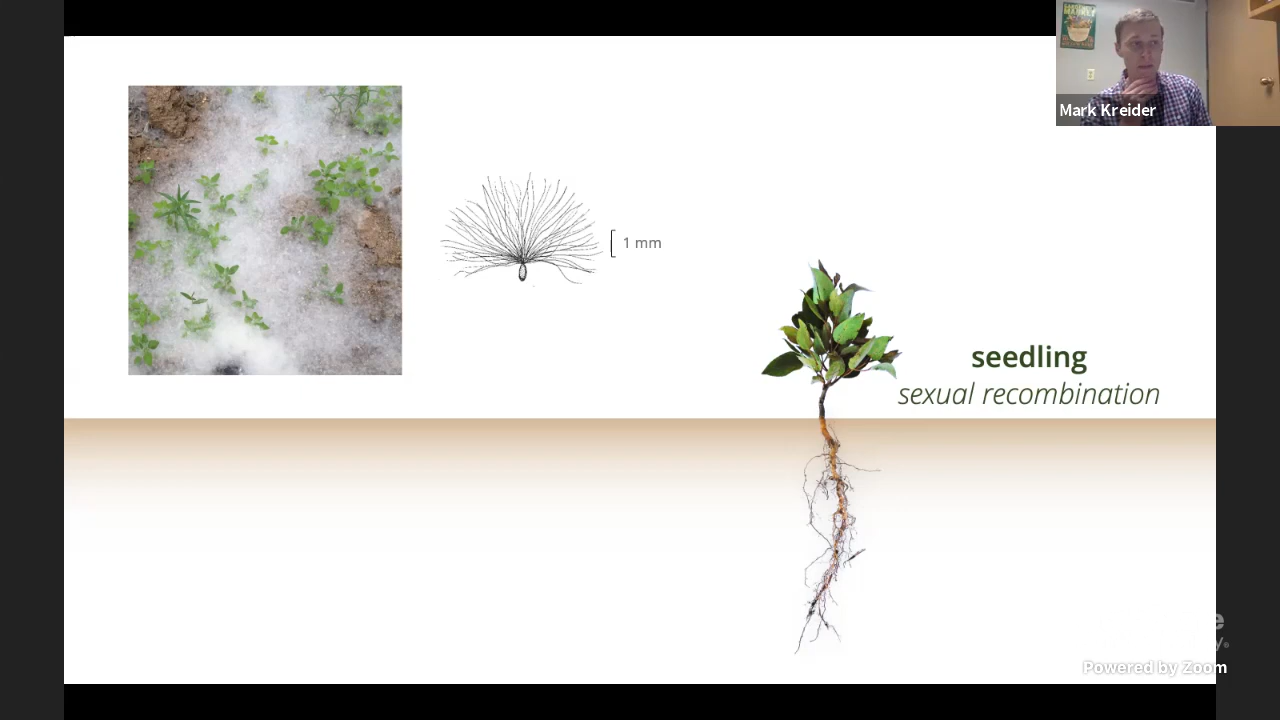 Mark Kreider
1 mm
seedling
sexual recombination
Powered by Zoom